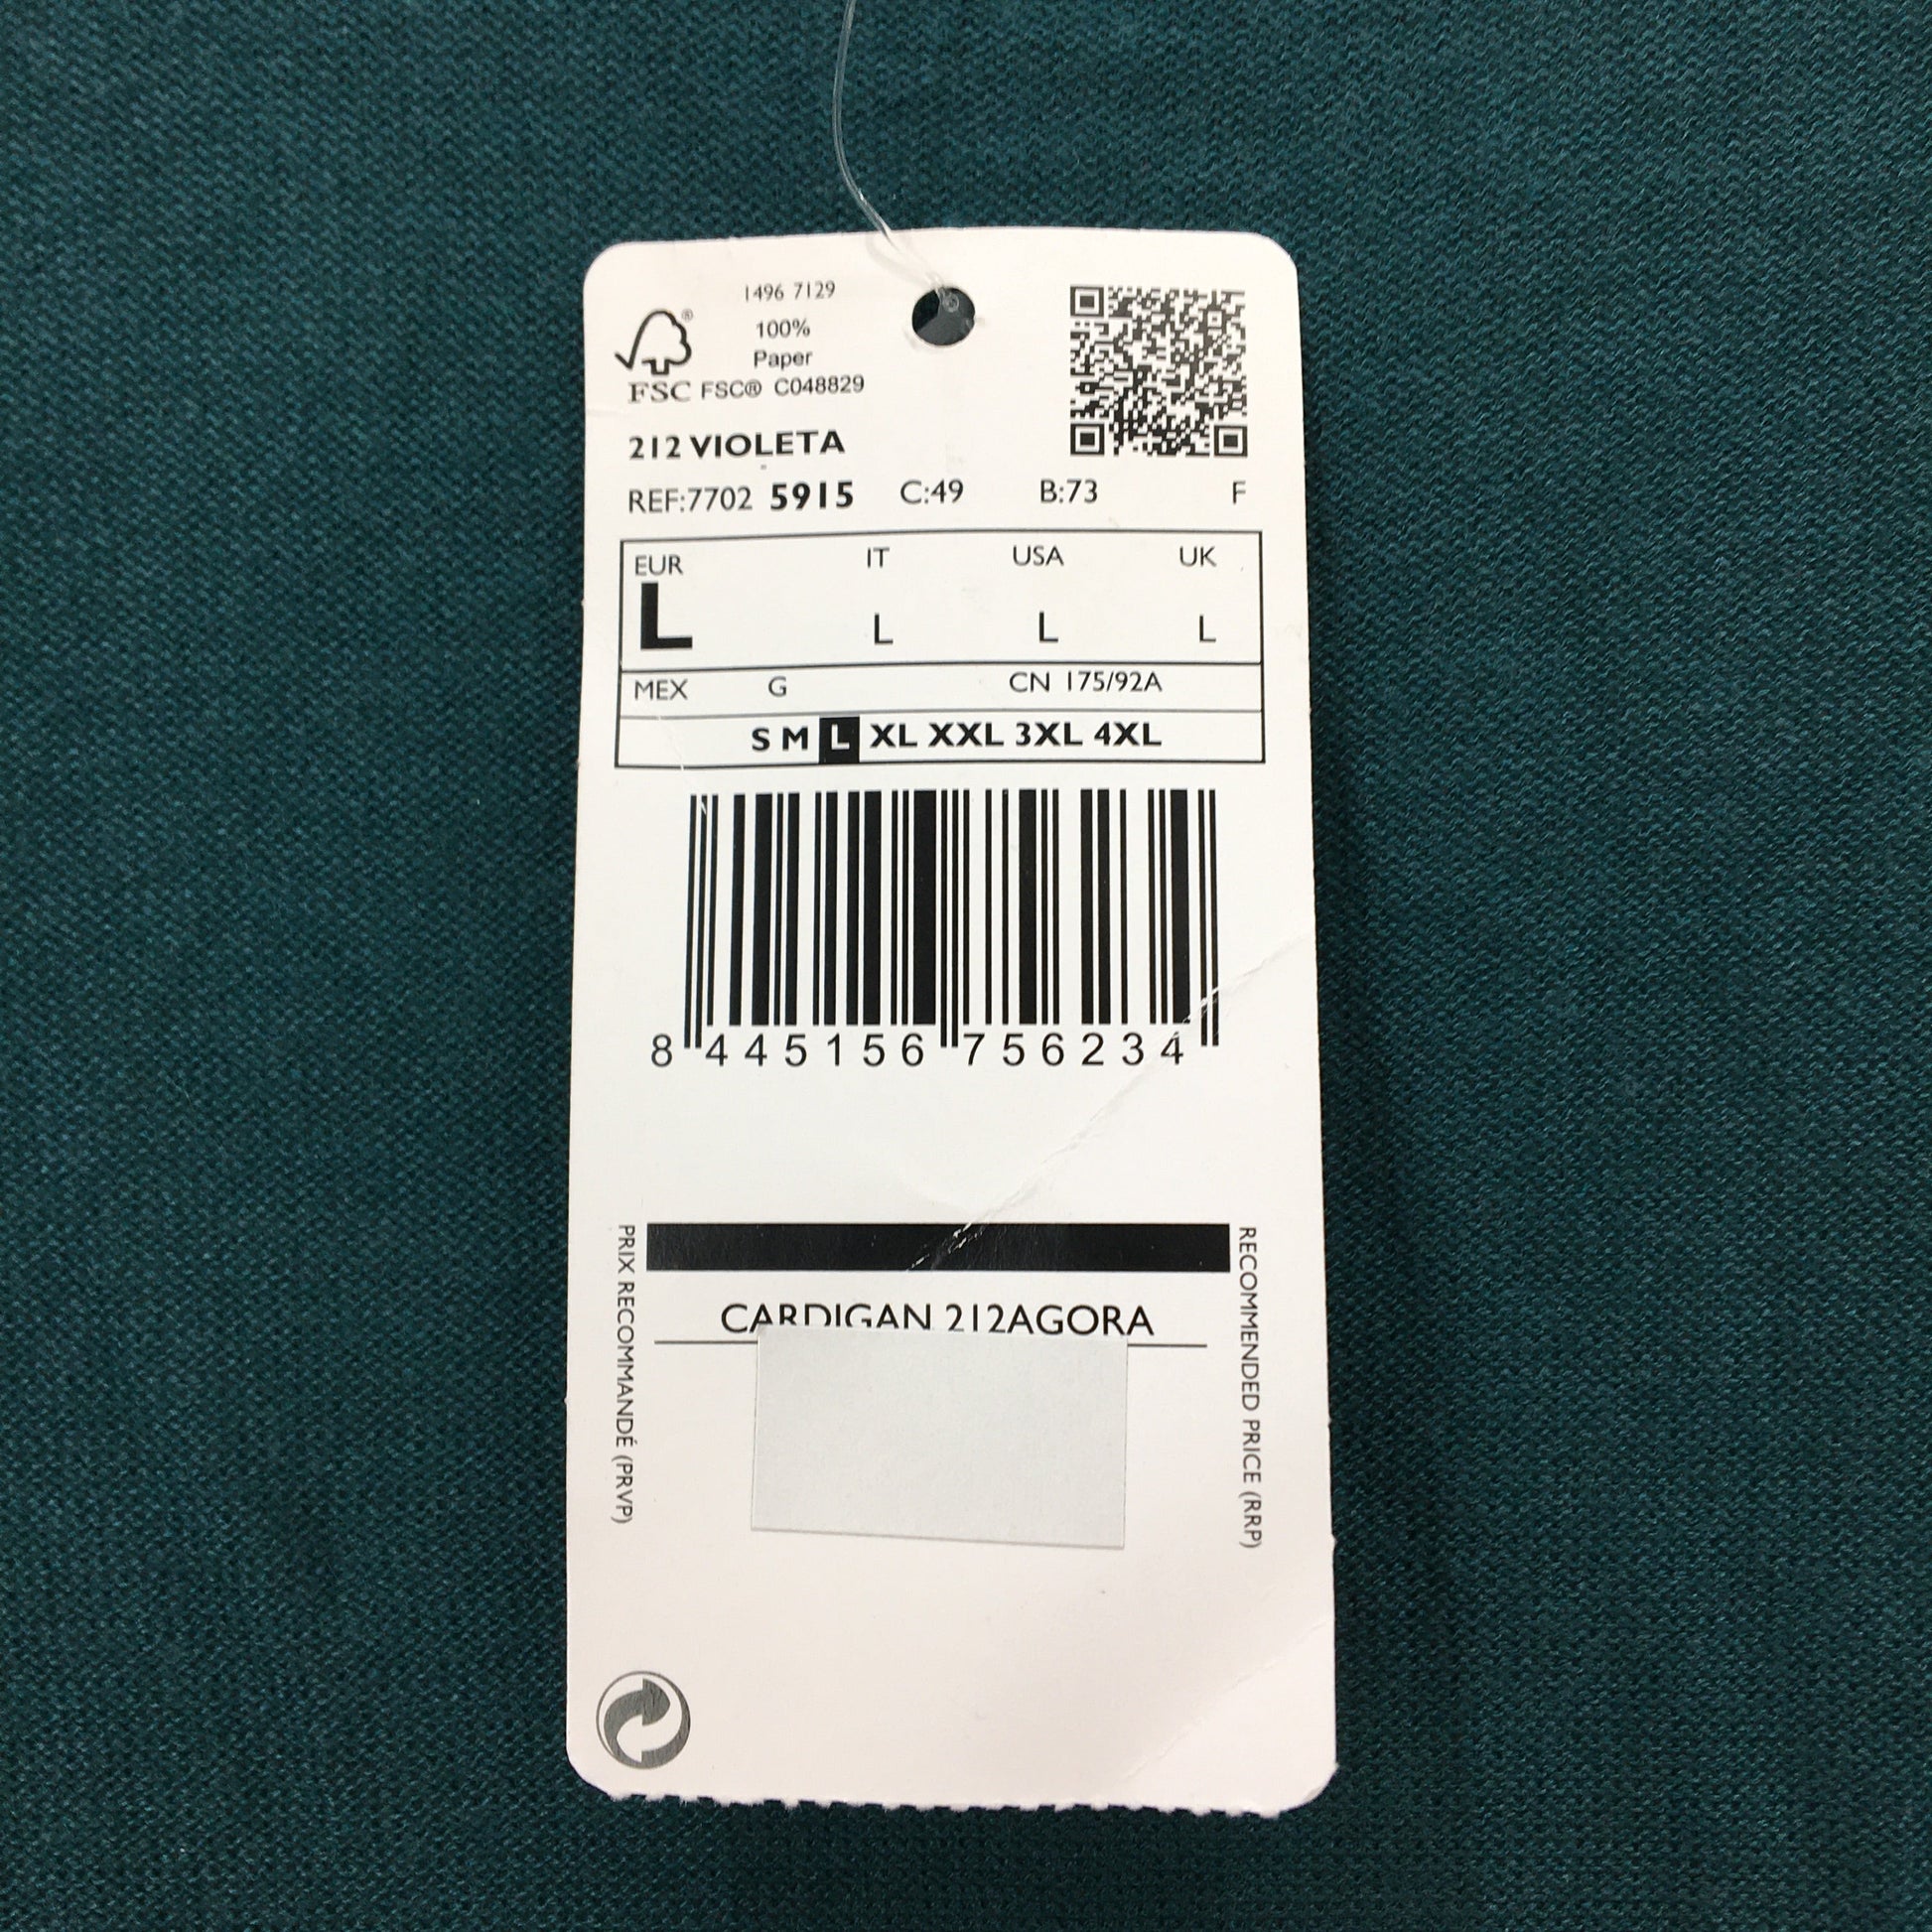 1496 7129
100%
Paper
FSC FSC® C048829
212 VIOLETA
REF:7702 5915 C:49 B:73 F
EUR IT USA UK
L L L L
MEX G CN 175/92A
S M L XL XXL 3XL 4XL
8 445156 756234
CARDIGAN 212AGORA
PRIX RECOMMANDÉ (PRVP)
RECOMMENDED PRICE (RRP)